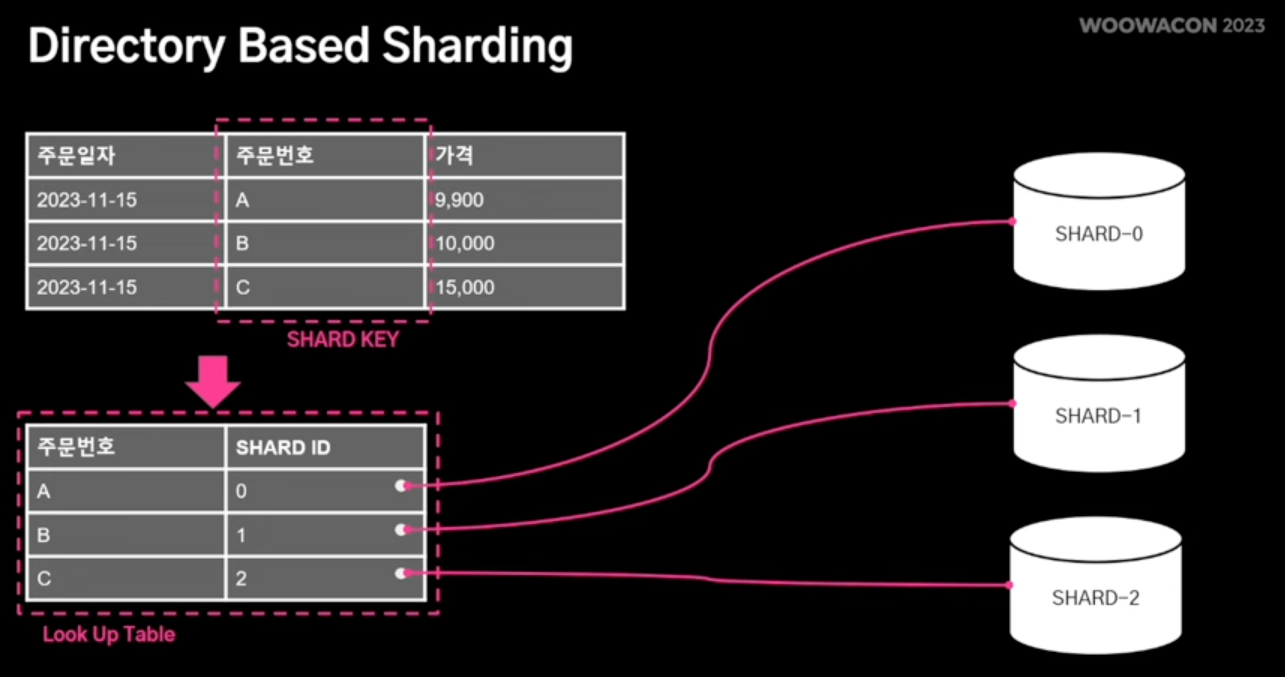 WOOWACON 2023
Directory Based Sharding
주문일자 주문번호 가격
2023-11-15 A 9,900
2023-11-15 B 10,000
2023-11-15 C 15,000
SHARD KEY
주문번호 SHARD ID
A 0
B 1
C 2
Look Up Table
SHARD-0
SHARD-1
SHARD-2